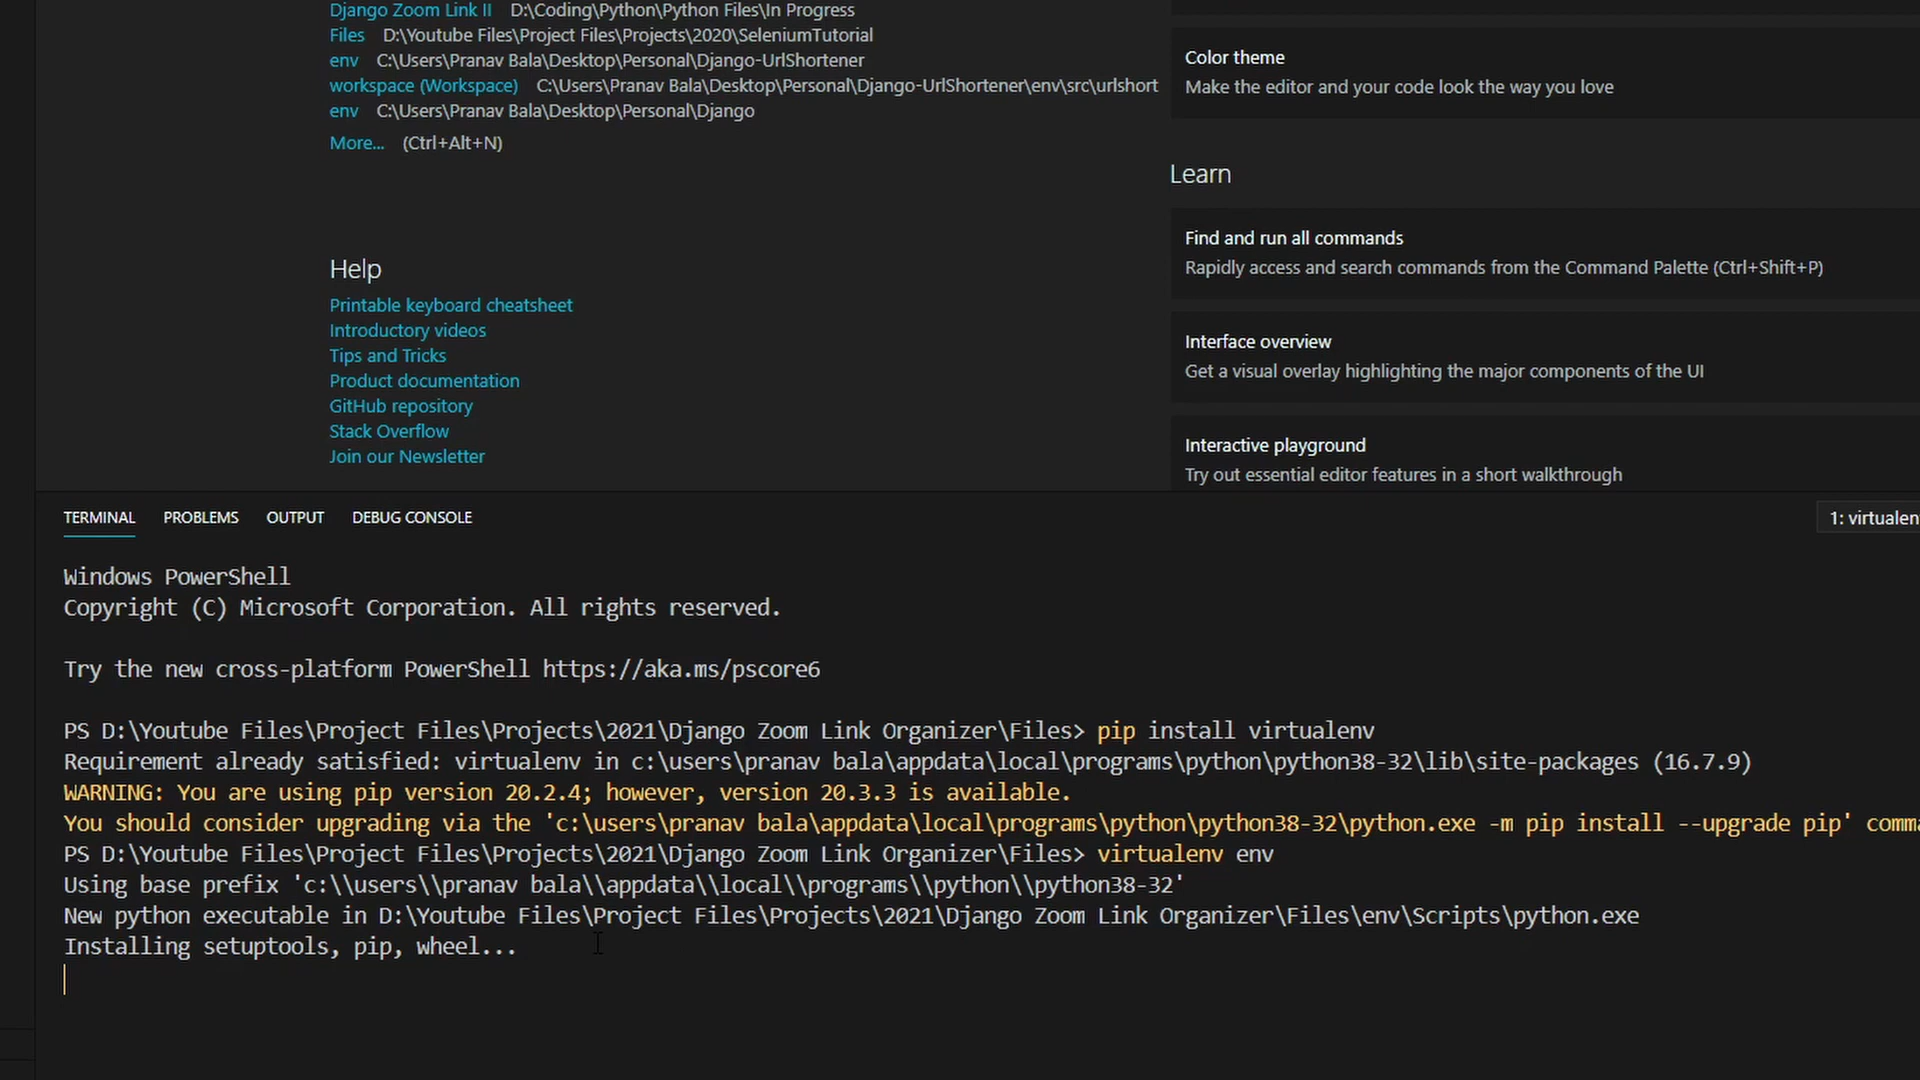 Django Zoom Link II D:\Coding\Python\Python Files\In Progress
Files D:\Youtube Files\Project Files\Projects\2020\SeleniumTutorial
env C:\Users\Pranav Bala\Desktop\Personal\Django-UrlShortener
workspace (Workspace) C:\Users\Pranav Bala\Desktop\Personal\Django-UrlShortener\env\src\urlshort
env C:\Users\Pranav Bala\Desktop\Personal\Django
More... (Ctrl+Alt+N)
Help
Printable keyboard cheatsheet
Introductory videos
Tips and Tricks
Product documentation
GitHub repository
Stack Overflow
Join our Newsletter
Color theme
Make the editor and your code look the way you love
Learn
Find and run all commands
Rapidly access and search commands from the Command Palette (Ctrl+Shift+P)
Interface overview
Get a visual overlay highlighting the major components of the UI
Interactive playground
Try out essential editor features in a short walkthrough
TERMINAL PROBLEMS OUTPUT DEBUG CONSOLE
1: virtualen
Windows PowerShell
Copyright (C) Microsoft Corporation. All rights reserved.
Try the new cross-platform PowerShell https://aka.ms/pscore6
PS D:\Youtube Files\Project Files\Projects\2021\Django Zoom Link Organizer\Files> pip install virtualenv
Requirement already satisfied: virtualenv in c:\users\pranav bala\appdata\local\programs\python\python38-32\lib\site-packages (16.7.9)
WARNING: You are using pip version 20.2.4; however, version 20.3.3 is available.
You should consider upgrading via the 'c:\users\pranav bala\appdata\local\programs\python\python38-32\python.exe -m pip install --upgrade pip' comma
PS D:\Youtube Files\Project Files\Projects\2021\Django Zoom Link Organizer\Files> virtualenv env
Using base prefix 'c:\\users\\pranav bala\\appdata\\local\\programs\\python\\python38-32'
New python executable in D:\Youtube Files\Project Files\Projects\2021\Django Zoom Link Organizer\Files\env\Scripts\python.exe
Installing setuptools, pip, wheel...